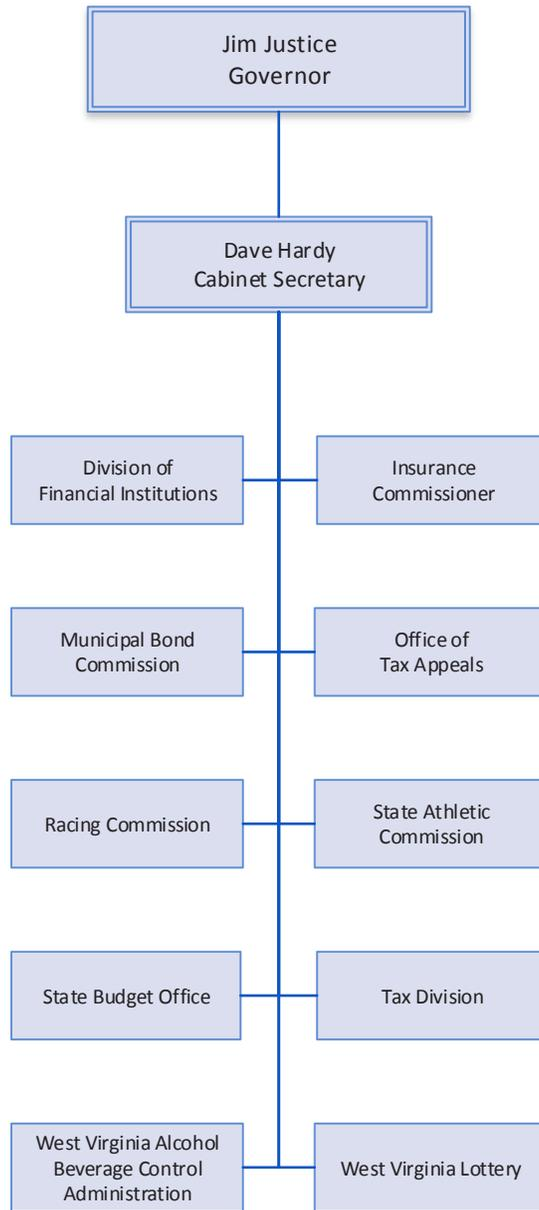 Jim Justice
Governor
Dave Hardy
Cabinet Secretary
Division of
Financial Institutions
Insurance
Commissioner
Municipal Bond
Commission
Office of
Tax Appeals
Racing Commission
State Athletic
Commission
State Budget Office
Tax Division
West Virginia Alcohol
Beverage Control
Administration
West Virginia Lottery